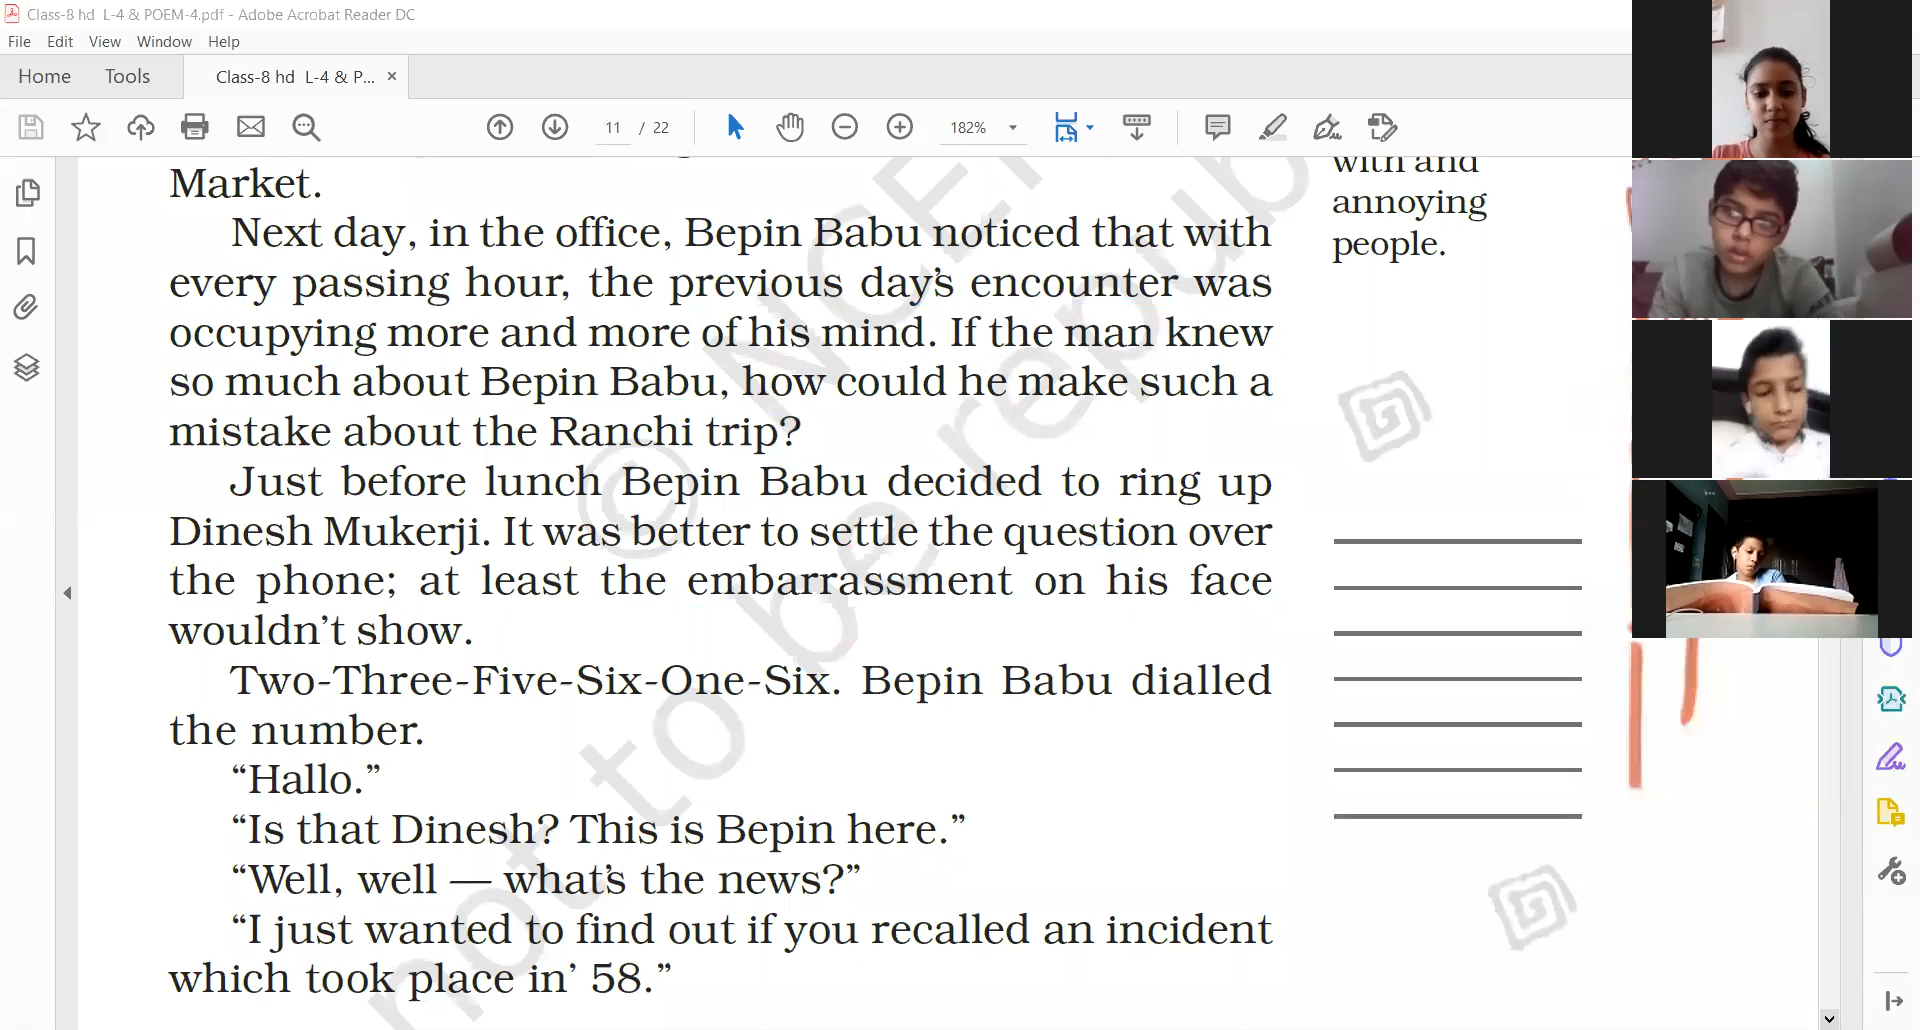 Class-8 hd L-4 & POEM-4.pdf - Adobe Acrobat Reader DC
File Edit View Window Help
Home Tools Class-8 hd L-4 & P... ×
11 / 22 182%
Market.
Next day, in the office, Bepin Babu noticed that with
every passing hour, the previous day's encounter was
occupying more and more of his mind. If the man knew
so much about Bepin Babu, how could he make such a
mistake about the Ranchi trip?
Just before lunch Bepin Babu decided to ring up
Dinesh Mukerji. It was better to settle the question over
the phone; at least the embarrassment on his face
wouldn't show.
Two-Three-Five-Six-One-Six. Bepin Babu dialled
the number.
“Hallo.”
“Is that Dinesh? This is Bepin here.”
“Well, well — what's the news?”
“I just wanted to find out if you recalled an incident
which took place in’ 58.”
with and
annoying
people.
© NCE
not to be repub